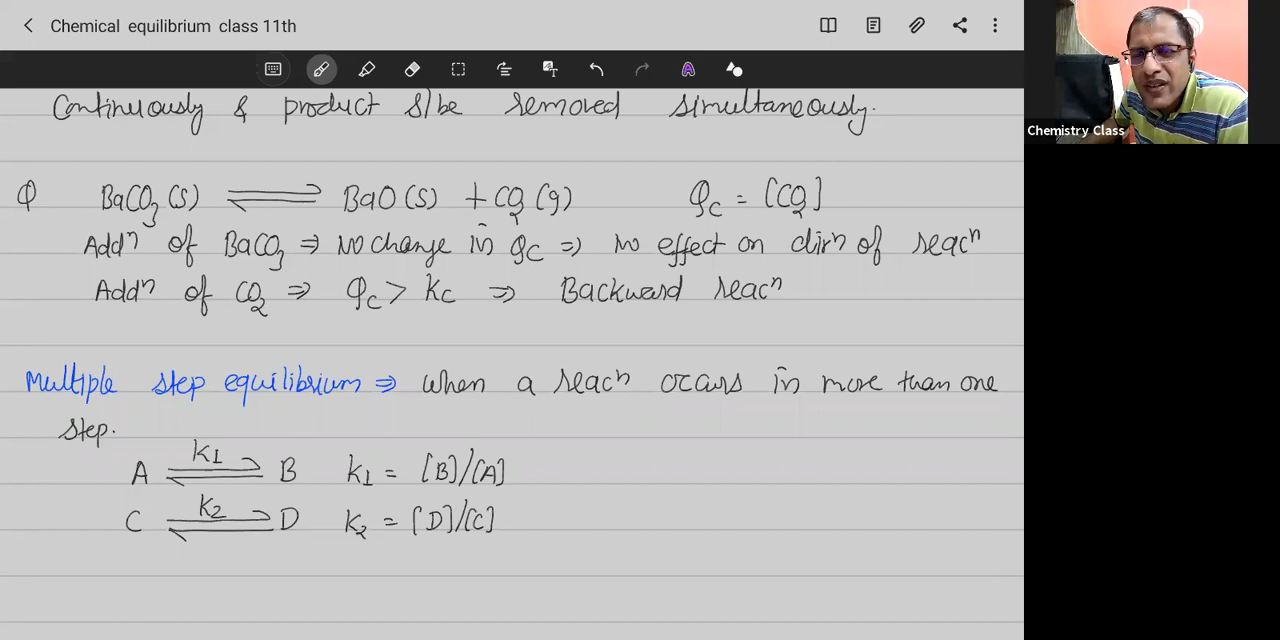 Chemical equilibrium class 11th
Continuously & product s/be removed simultaneously.
Chemistry Class
Q BaCO3(s) ⇌ BaO(s) + CO2(g) Qc = [CO2]
Addn of BaCO3 ⇒ No change in Qc ⇒ no effect on dirn of reacn
Addn of CO2 ⇒ Qc > Kc ⇒ Backward reacn
Multiple step equilibrium ⇒ when a reacn occurs in more than one
step.
A ⇌ B K1 K1 = [B]/[A]
C ⇌ D K2 K2 = [D]/[C]